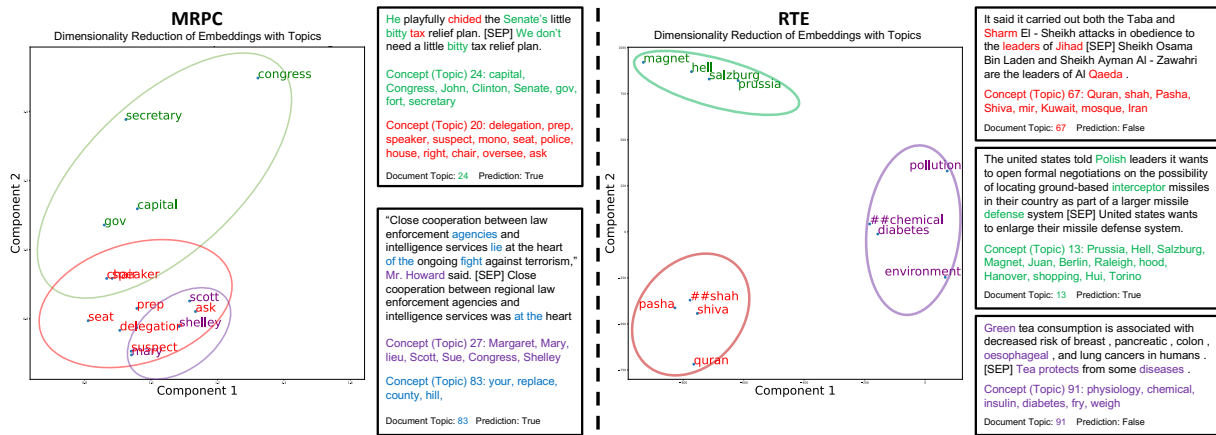 MRPC
Dimensionality Reduction of Embeddings with Topics
congress
secretary
capital
gov
speaker
prep
seat
delegation
scott
ask
shelley
suspect
mary
Component 1
Component 2
He playfully chided the Senate's little
bitty tax relief plan. [SEP] We don't
need a little bitty tax relief plan.
Concept (Topic) 24: capital,
Congress, John, Clinton, Senate, gov,
fort, secretary
Concept (Topic) 20: delegation, prep,
speaker, suspect, mono, seat, police,
house, right, chair, oversee, ask
Document Topic: 24 Prediction: True
“Close cooperation between law
enforcement agencies and
intelligence services lie at the heart
of the ongoing fight against terrorism,”
Mr. Howard said. [SEP] Close
cooperation between regional law
enforcement agencies and
intelligence services was at the heart
Concept (Topic) 27: Margaret, Mary,
lieu, Scott, Sue, Congress, Shelley
Concept (Topic) 83: your, replace,
county, hill,
Document Topic: 83 Prediction: True
RTE
Dimensionality Reduction of Embeddings with Topics
magnet
hell
salzburg
prussia
pollution
##chemical
diabetes
environment
##shah
pasha
shiva
quran
Component 1
Component 2
It said it carried out both the Taba and
Sharm El - Sheikh attacks in obedience to
the leaders of Jihad [SEP] Sheikh Osama
Bin Laden and Sheikh Ayman Al - Zawahri
are the leaders of Al Qaeda .
Concept (Topic) 67: Quran, shah, Pasha,
Shiva, mir, Kuwait, mosque, Iran
Document Topic: 67 Prediction: False
The united states told Polish leaders it wants
to open formal negotiations on the possibility
of locating ground-based interceptor missiles
in their country as part of a larger missile
defense system [SEP] United states wants
to enlarge their missile defense system.
Concept (Topic) 13: Prussia, Hell, Salzburg,
Magnet, Juan, Berlin, Raleigh, hood,
Hanover, shopping, Hui, Torino
Document Topic: 13 Prediction: True
Green tea consumption is associated with
decreased risk of breast , pancreatic , colon ,
oesophageal , and lung cancers in humans .
[SEP] Tea protects from some diseases .
Concept (Topic) 91: physiology, chemical,
insulin, diabetes, fry, weigh
Document Topic: 91 Prediction: False